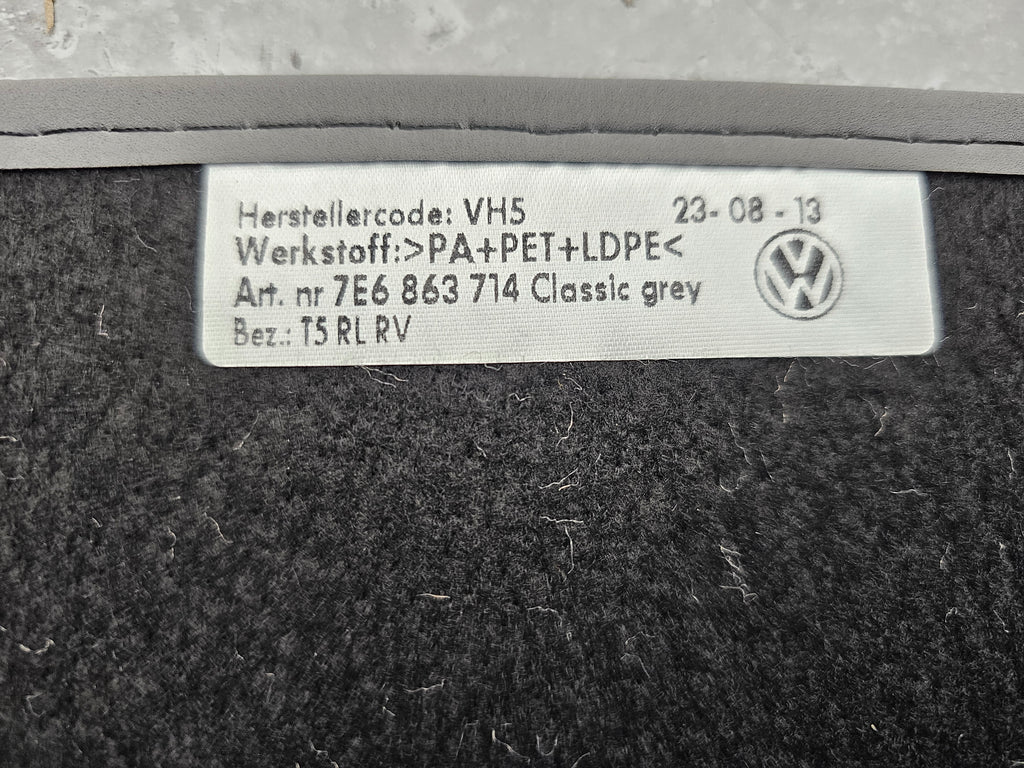 Herstellercode: VH5 23-08-13
Werkstoff:>PA+PET+LDPE<
Art. nr 7E6 863 714 Classic grey
Bez.: T5 RL RV